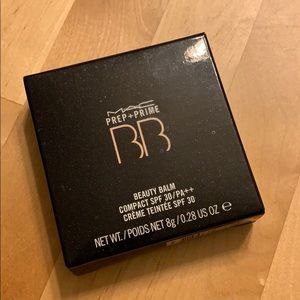 MAC
PREP+PRIME
BB
BEAUTY BALM
COMPACT SPF 30/PA++
CRÈME TEINTÉE SPF 30
NET WT./POIDS NET 8g/0.28 US OZ ℮